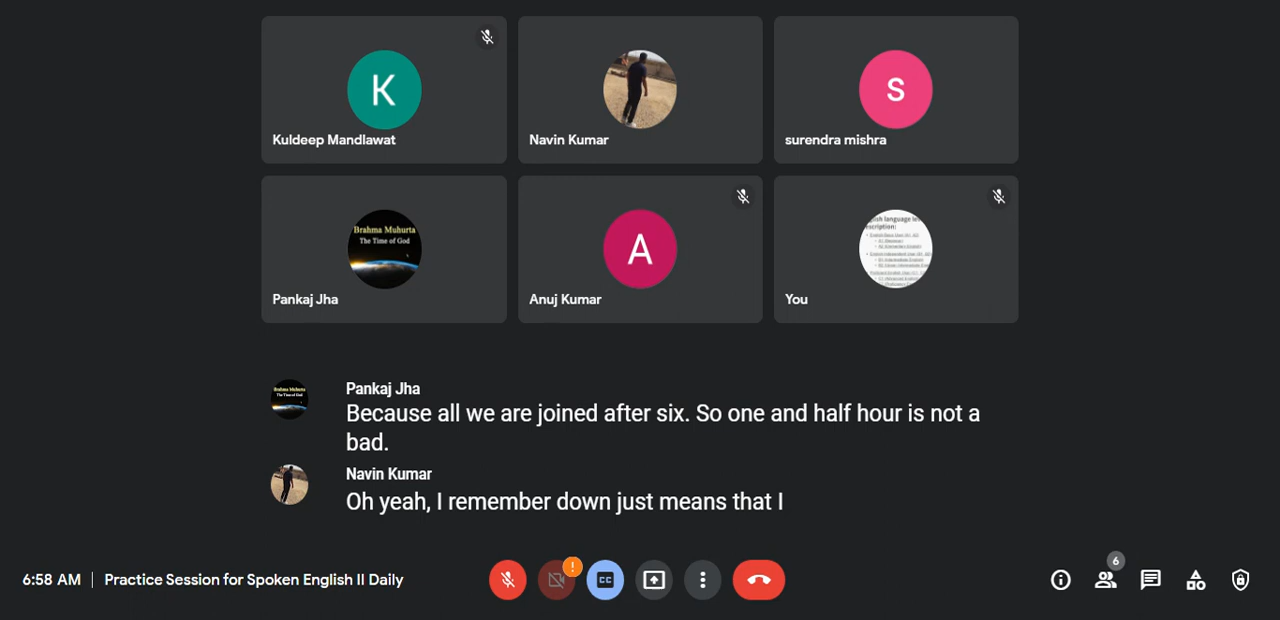 K
S
Kuldeep Mandlawat
Navin Kumar
surendra mishra
Brahma Muhurta
The Time of God
A
Pankaj Jha
Anuj Kumar
You
Pankaj Jha
Because all we are joined after six. So one and half hour is not a
bad.
Navin Kumar
Oh yeah, I remember down just means that I
6:58 AM | Practice Session for Spoken English II Daily
!
CC
6